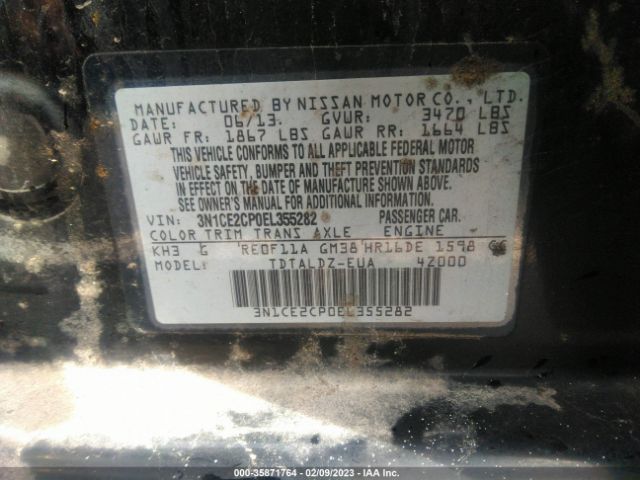 MANUFACTURED BY NISSAN MOTOR CO., LTD.
DATE: 06/13. GVWR: 3470 LBS
GAWR FR: 1867 LBS GAWR RR: 1664 LBS
THIS VEHICLE CONFORMS TO ALL APPLICABLE FEDERAL MOTOR
VEHICLE SAFETY, BUMPER AND THEFT PREVENTION STANDARDS
IN EFFECT ON THE DATE OF MANUFACTURE SHOWN ABOVE.
SEE OWNER'S MANUAL FOR ADDITIONAL INFORMATION.
VIN: 3N1CE2CP0EL355282 PASSENGER CAR.
COLOR TRIM TRANS AXLE ENGINE
KH3 G RE0F11A GM38 HR16DE 1598 CC
MODEL: TDTALDZ-EUA 42000
3N1CE2CP0EL355282
000-35871764 - 02/09/2023 - IAA Inc.